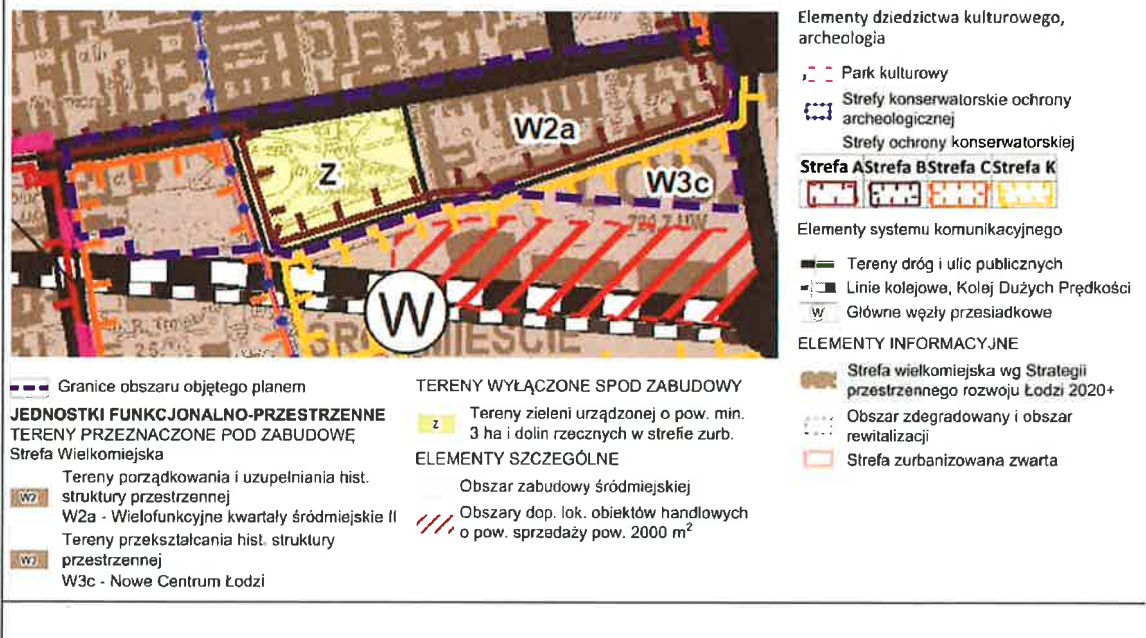 W2a
Z
W3c
W
Granice obszaru objętego planem
JEDNOSTKI FUNKCJONALNO-PRZESTRZENNE
TERENY PRZEZNACZONE POD ZABUDOWĘ
Strefa Wielkomiejska
Tereny porządkowania i uzupełniania hist.
W2
struktury przestrzennej
W2a - Wielofunkcyjne kwartały śródmiejskie II
Tereny przekształcania hist. struktury
W3
przestrzennej
W3c - Nowe Centrum Łodzi
TERENY WYŁĄCZONE SPOD ZABUDOWY
Z
Tereny zieleni urządzonej o pow. min.
3 ha i dolin rzecznych w strefie zurb.
ELEMENTY SZCZEGÓLNE
Obszar zabudowy śródmiejskiej
Obszary dop. lok. obiektów handlowych
o pow. sprzedaży pow. 2000 m²
Elementy dziedzictwa kulturowego,
archeologia
Park kulturowy
Strefy konserwatorskie ochrony
archeologicznej
Strefy ochrony konserwatorskiej
Strefa A Strefa B Strefa C Strefa K
Elementy systemu komunikacyjnego
Tereny dróg i ulic publicznych
Linie kolejowe, Kolej Dużych Prędkości
W Główne węzły przesiadkowe
ELEMENTY INFORMACYJNE
Strefa wielkomiejska wg Strategii
przestrzennego rozwoju Łodzi 2020+
Obszar zdegradowany i obszar
rewitalizacji
Strefa zurbanizowana zwarta